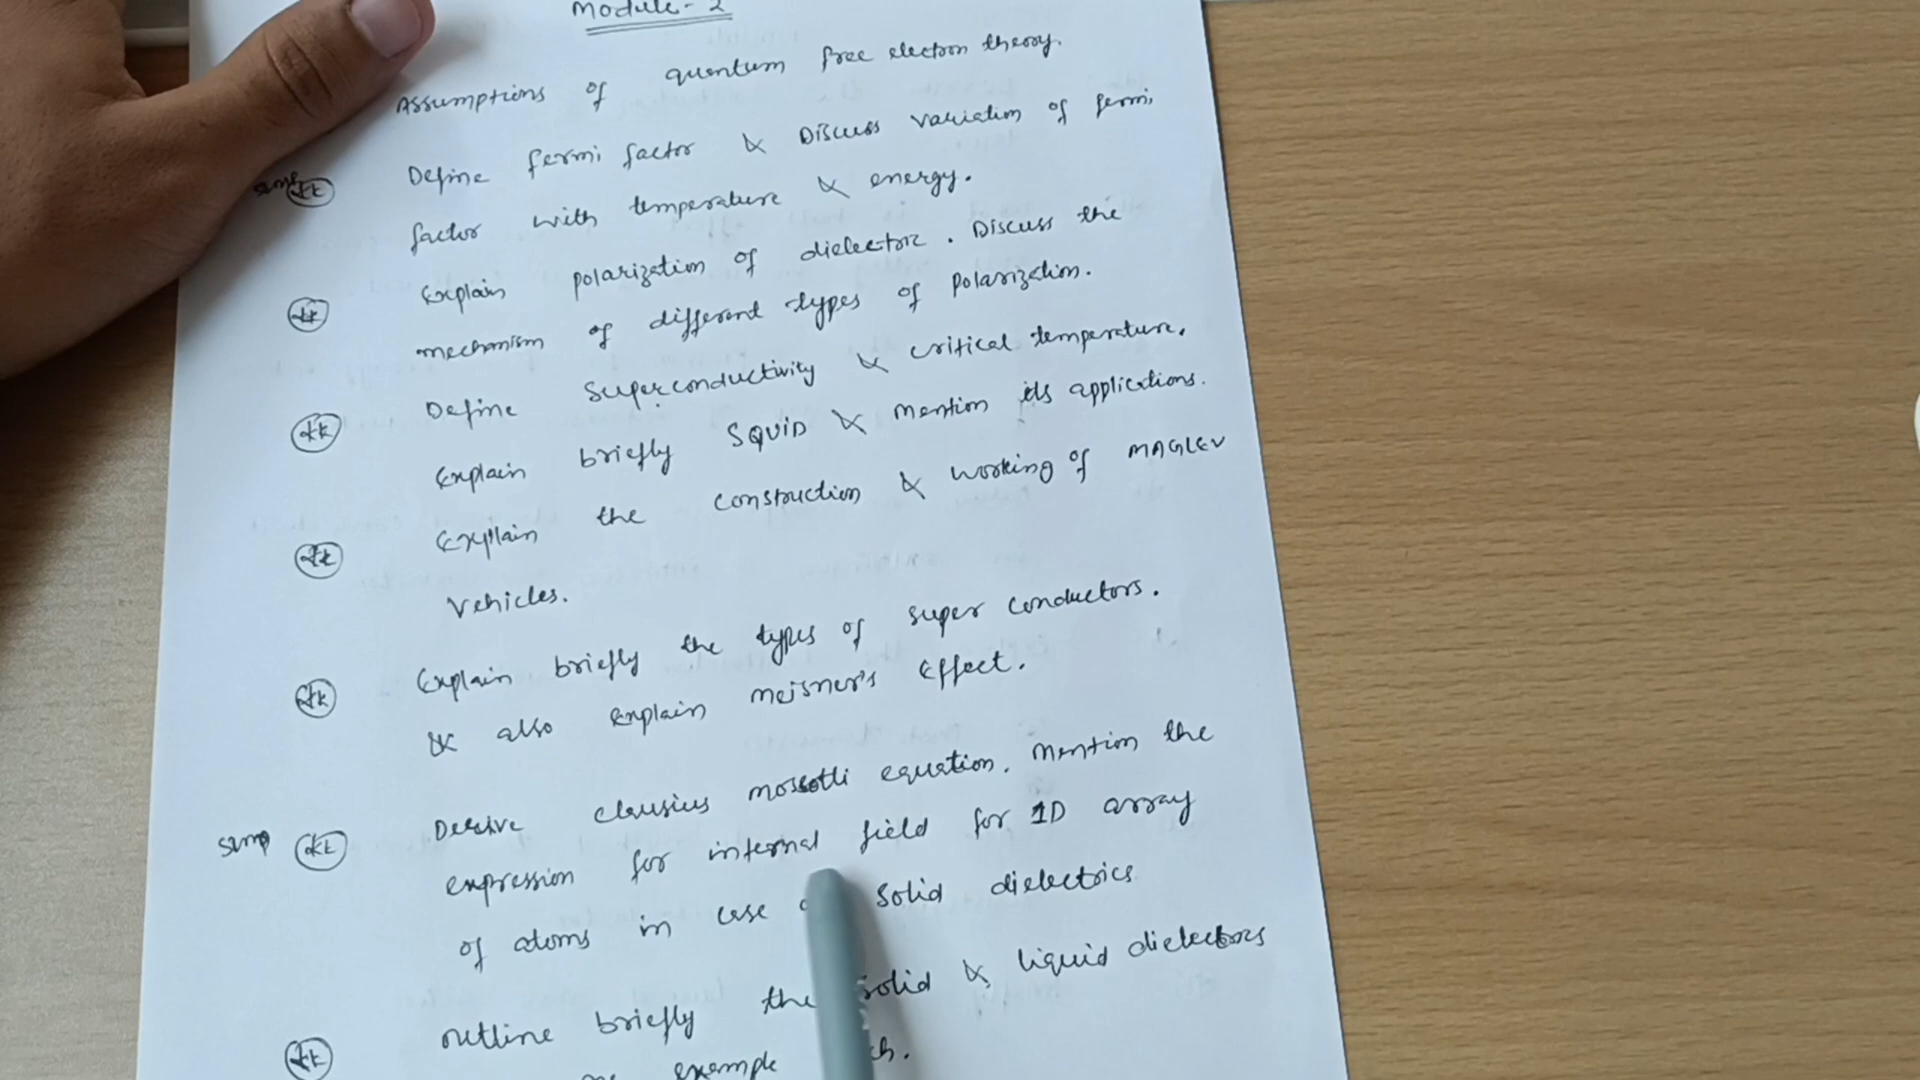 Module-2
Assumptions of quantum free electron theory.
Define fermi factor & Discuss variation of fermi
factor with temperature & energy.
Explain polarization of dielectric. Discuss the
mechanism of different types of polarization.
Define superconductivity & critical temperature.
Explain briefly SQUID & mention its applications.
Explain the construction & working of MAGLEV
vehicles.
Explain briefly the types of super conductors.
& also explain meisner's Effect.
Derive clausius mossotti equation. Mention the
expression for internal field for 1D array
of atoms in case solid dielectrics
outline briefly the solid & liquid dielectrics
example